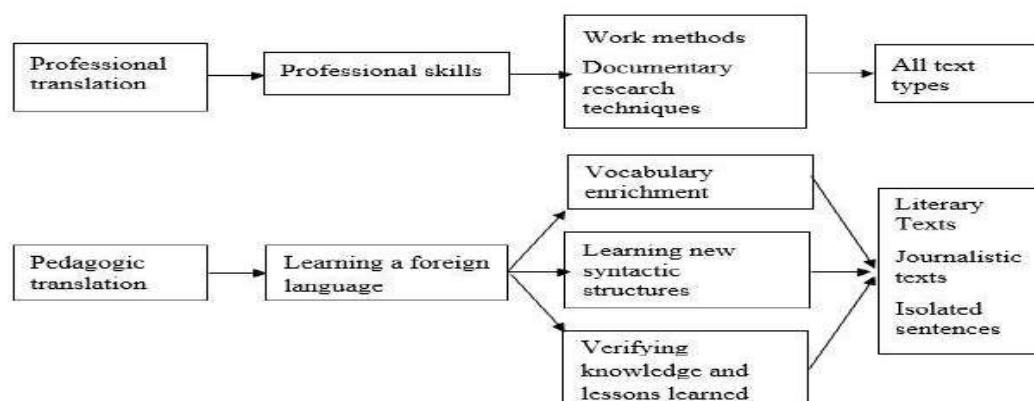 Professional
translation
Professional skills
Work methods
Documentary
research
techniques
All text
types
Pedagogic
translation
Learning a foreign
language
Vocabulary
enrichment
Learning new
syntactic
structures
Verifying
knowledge and
lessons learned
Literary
Texts
Journalistic
texts
Isolated
sentences